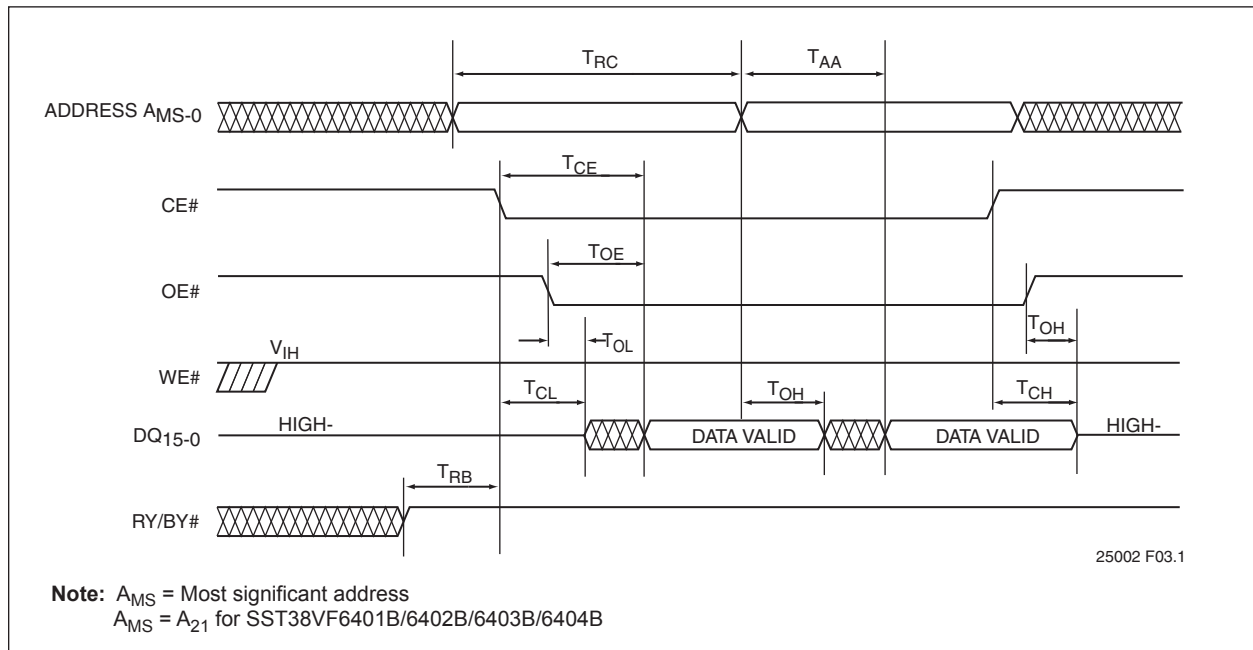 TRC TAA
ADDRESS AMS-0
TCE
CE#
TOE
OE#
TOH
TOL
VIH
WE#
TCL TOH TCH
DQ15-0 HIGH- DATA VALID DATA VALID HIGH-
TRB
RY/BY#
25002 F03.1
Note: AMS = Most significant address
AMS = A21 for SST38VF6401B/6402B/6403B/6404B